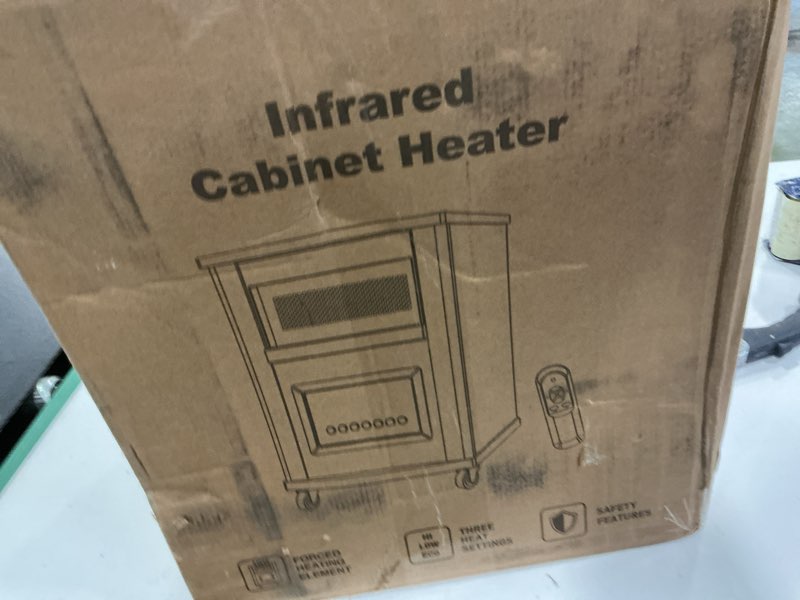 Infrared
Cabinet Heater
FORCED
HEATING
ELEMENT
HI
LOW
ECO
THREE
HEAT
SETTINGS
SAFETY
FEATURES